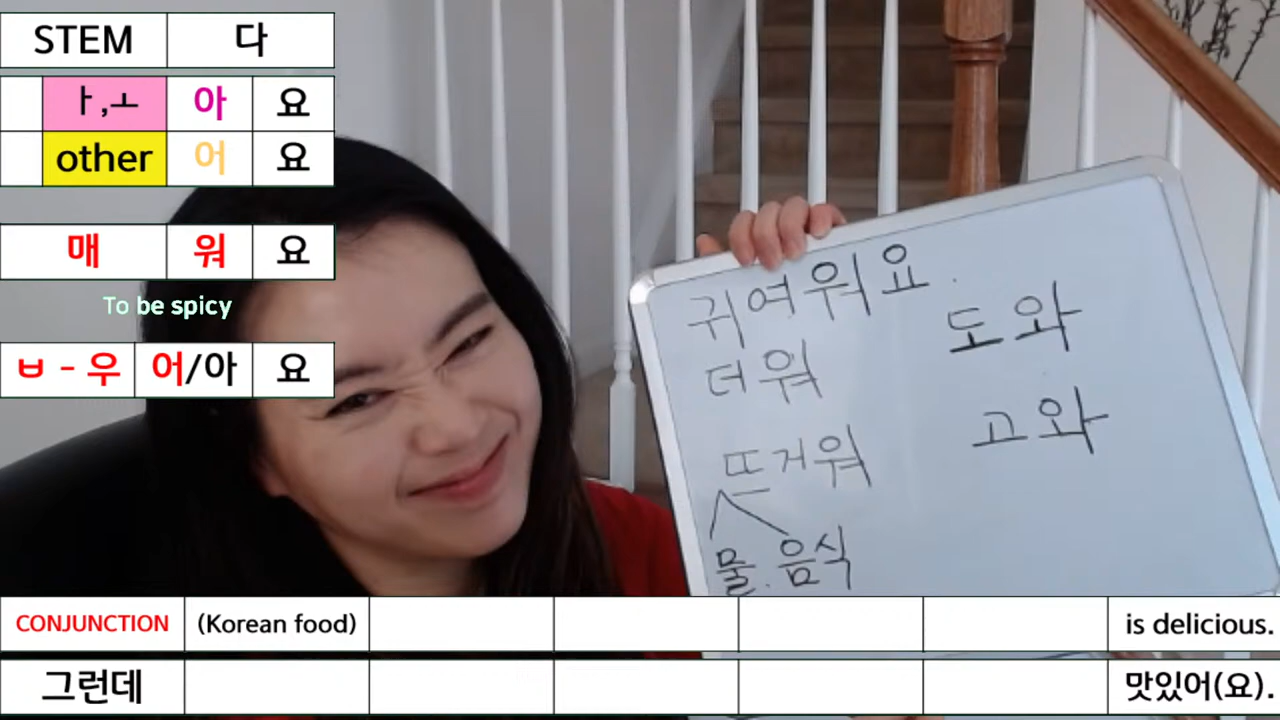 STEM 다
ㅏ,ㅗ 아 요
other 어 요
매 워 요
To be spicy
ㅂ - 우 어/아 요
귀여워요.
더워
뜨거워
물. 음식
도와
고와
CONJUNCTION (Korean food) is delicious.
그런데 맛있어(요).